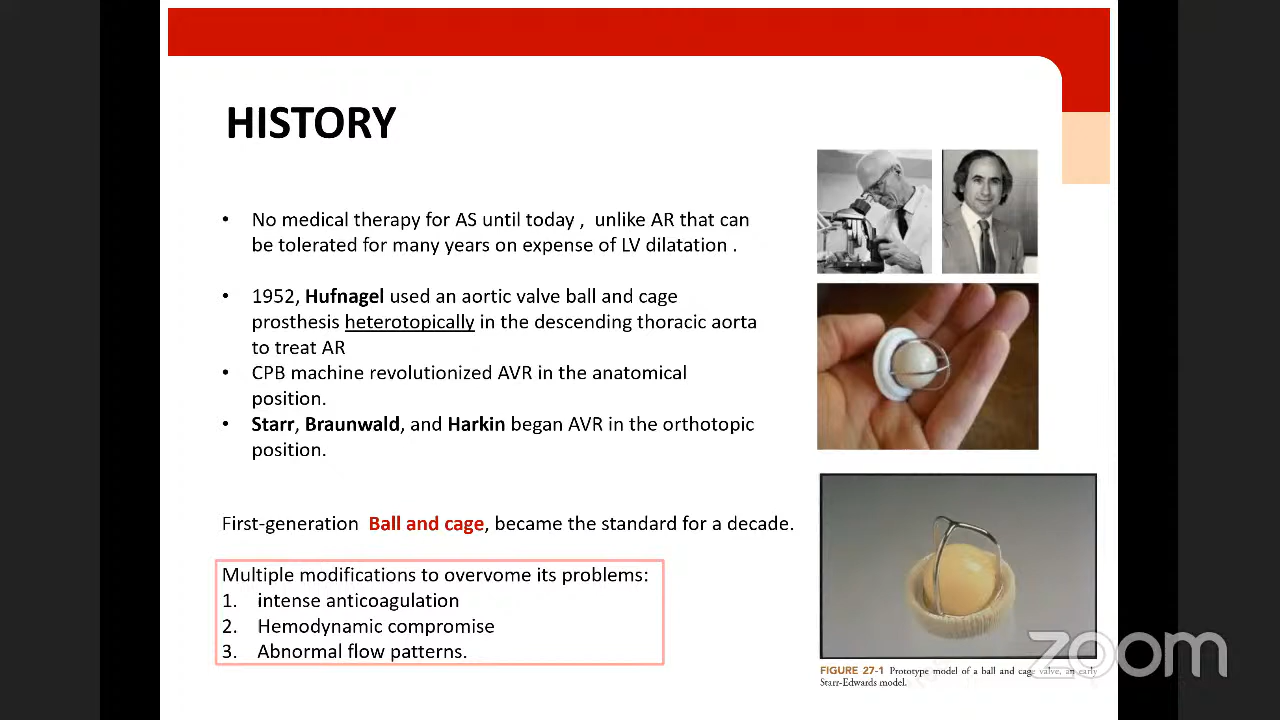 HISTORY
• No medical therapy for AS until today , unlike AR that can
be tolerated for many years on expense of LV dilatation .
• 1952, Hufnagel used an aortic valve ball and cage
prosthesis heterotopically in the descending thoracic aorta
to treat AR
• CPB machine revolutionized AVR in the anatomical
position.
• Starr, Braunwald, and Harkin began AVR in the orthotopic
position.
First-generation Ball and cage, became the standard for a decade.
Multiple modifications to overvome its problems:
1. intense anticoagulation
2. Hemodynamic compromise
3. Abnormal flow patterns.
FIGURE 27-1 Prototype model of a ball and cage valve, an early
Starr-Edwards model.
zoom